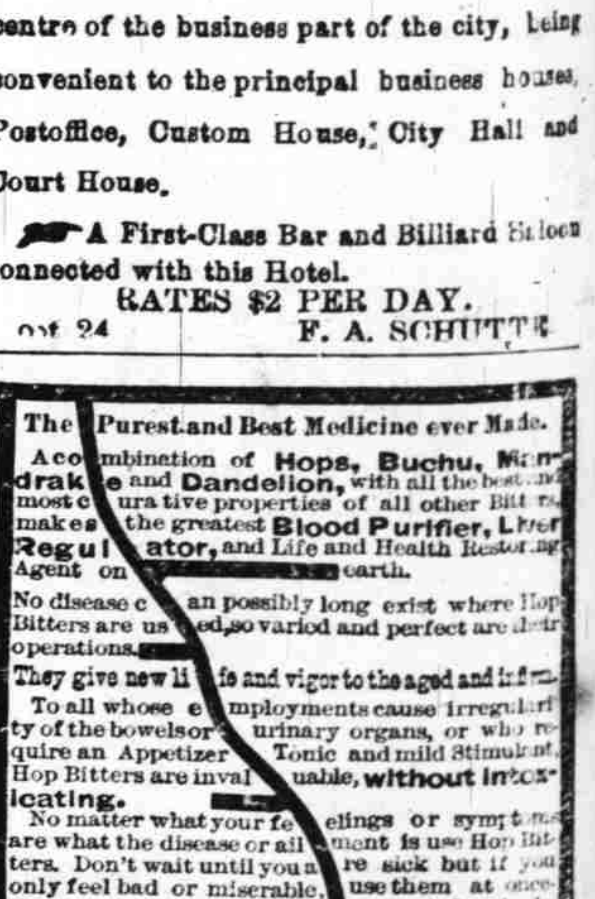 centre of the business part of the city, being
convenient to the principal business houses,
Postoffice, Custom House, City Hall and
Court House.
A First-Class Bar and Billiard Saloon
connected with this Hotel.
RATES $2 PER DAY.
oct 24 F. A. SCHUTTE
The Purest and Best Medicine ever Made.
A combination of Hops, Buchu, Man-
drake and Dandelion, with all the best and
most curative properties of all other Bitters,
makes the greatest Blood Purifier, Liver
Regulator, and Life and Health Restoring
Agent on earth.
No disease can possibly long exist where Hop
Bitters are used, so varied and perfect are their
operations.
They give new life and vigor to the aged and infirm.
To all whose employments cause irregulari
ty of the bowels or urinary organs, or who re-
quire an Appetizer Tonic and mild Stimulant,
Hop Bitters are invaluable, without intox-
icating.
No matter what your feelings or symptoms
are what the disease or ailment is use Hop Bit-
ters. Don't wait until you are sick but if you
only feel bad or miserable, use them at once-